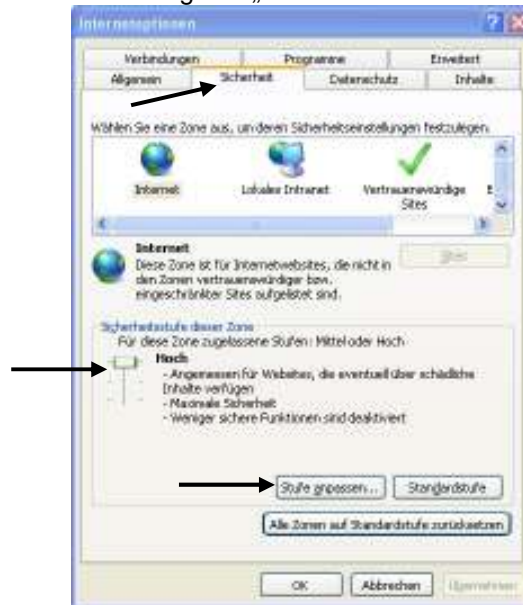 Internetoptionen
Verbindungen Programme Erweitert
Allgemein Sicherheit Datenschutz Inhalte
Wählen Sie eine Zone aus, um deren Sicherheitseinstellungen festzulegen.
Internet Lokales Intranet Vertrauenswürdige E
Sites
Internet Sites
Diese Zone ist für Internetwebsites, die nicht in
den Zonen vertrauenswürdiger bzw.
eingeschränkter Sites aufgelistet sind.
Sicherheitsstufe dieser Zone
Für diese Zone zugelassene Stufen: Mittel oder Hoch
Hoch
- Angemessen für Websites, die eventuell über schädliche
Inhalte verfügen
- Maximale Sicherheit
- Weniger sichere Funktionen sind deaktiviert
Stufe anpassen... Standardstufe
Alle Zonen auf Standardstufe zurücksetzen
OK Abbrechen Übernehmen